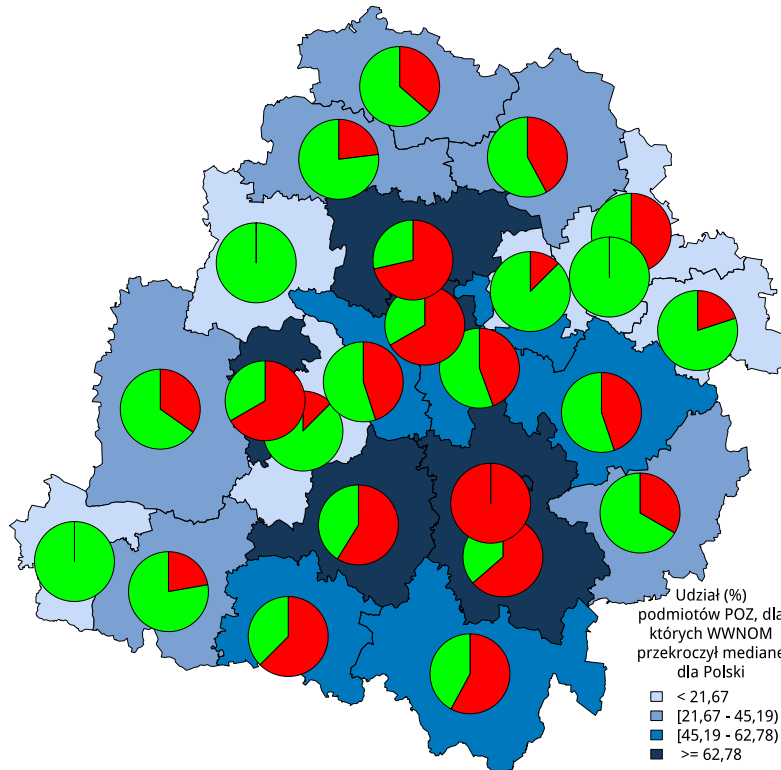 Udział (%)
podmiotów POZ, dla
których WWNOM
przekroczył medianę
dla Polski
< 21,67
[21,67 - 45,19)
[45,19 - 62,78)
>= 62,78